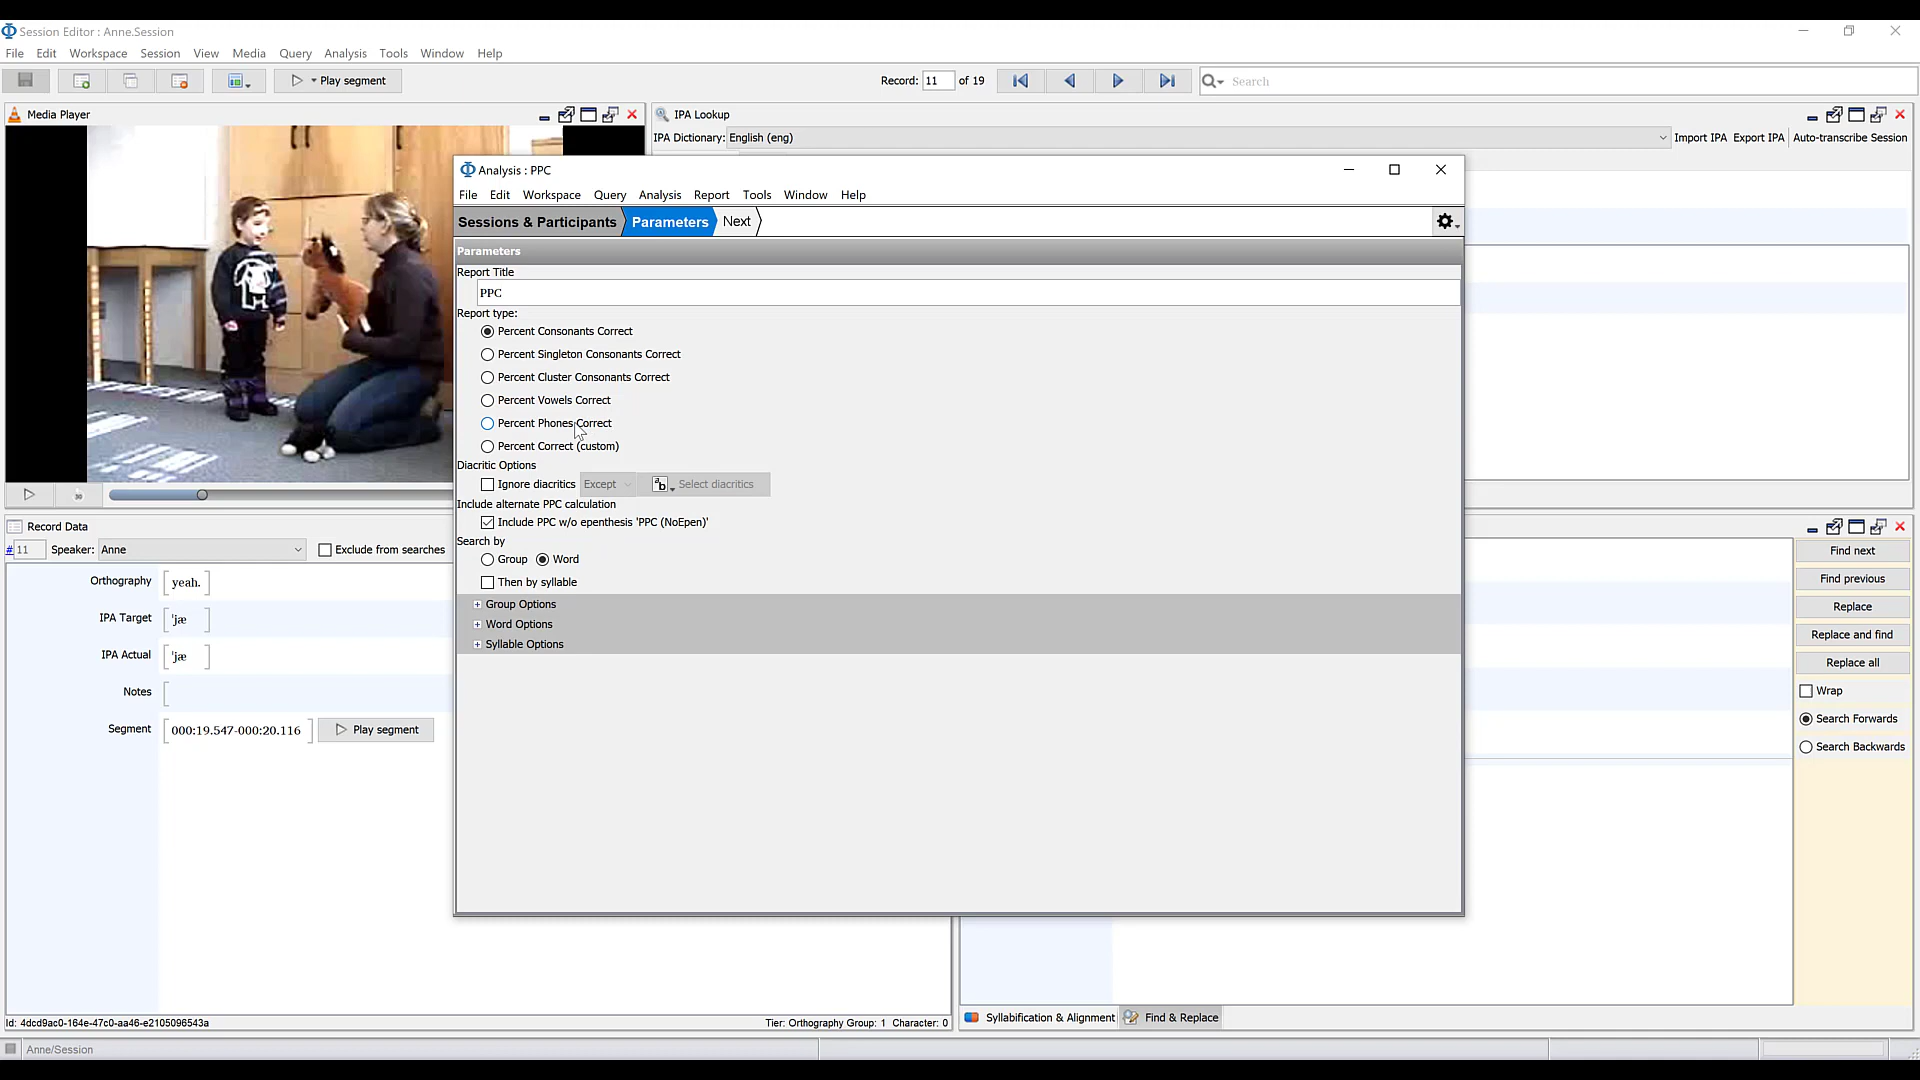 Session Editor : Anne.Session
File Edit Workspace Session View Media Query Analysis Tools Window Help
Play segment
Record: 11 of 19
Search
Media Player
IPA Lookup
IPA Dictionary: English (eng)
Import IPA Export IPA Auto-transcribe Session
Analysis : PPC
File Edit Workspace Query Analysis Report Tools Window Help
Sessions & Participants Parameters Next
Parameters
Report Title
PPC
Report type:
Percent Consonants Correct
Percent Singleton Consonants Correct
Percent Cluster Consonants Correct
Percent Vowels Correct
Percent Phones Correct
Percent Correct (custom)
Diacritic Options
Ignore diacritics Except Select diacritics
Include alternate PPC calculation
Include PPC w/o epenthesis 'PPC (NoEpen)'
Search by
Group Word
Then by syllable
Group Options
Word Options
Syllable Options
Record Data
# 11 Speaker: Anne Exclude from searches
Orthography yeah.
IPA Target ˈjæ
IPA Actual ˈjæ
Notes
Segment 000:19.547-000:20.116 Play segment
Find next
Find previous
Replace
Replace and find
Replace all
Wrap
Search Forwards
Search Backwards
Id: 4dcd9ac0-164e-47c0-aa46-e2105096543a
Tier: Orthography Group: 1 Character: 0
Syllabification & Alignment Find & Replace
Anne/Session